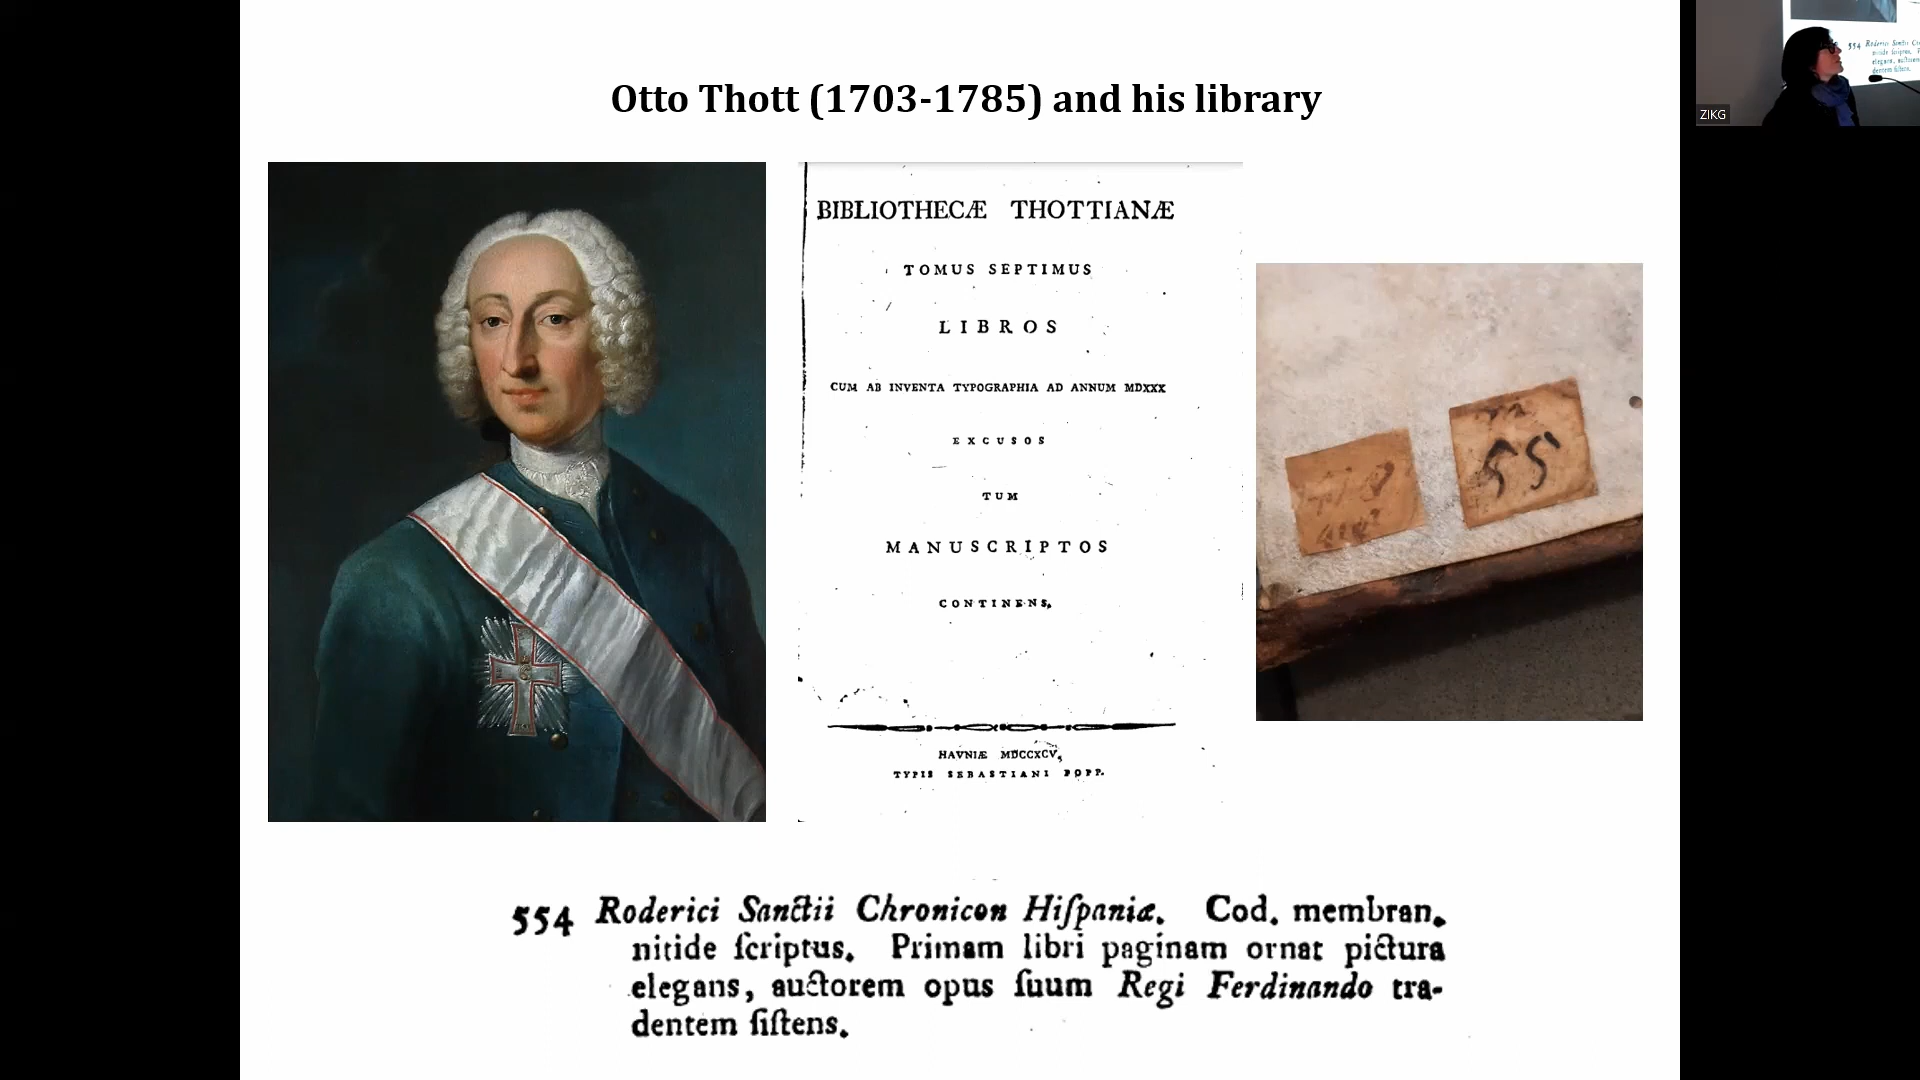 Otto Thott (1703-1785) and his library
BIBLIOTHECÆ THOTTIANÆ
TOMUS SEPTIMUS
LIBROS
CUM AB INVENTA TYPOGRAPHIA AD ANNUM MDXXX
EXCUSOS
TUM
MANUSCRIPTOS
CONTINENS,
HAVNIÆ MDCCXCV,
TYPIS SEBASTIANI POPP.
55
554 Roderici Sanctii Chronicon Hiſpaniæ. Cod. membran.
nitide ſcriptus. Primam libri paginam ornat pictura
elegans, auctorem opus ſuum Regi Ferdinando tra-
dentem ſiſtens.
ZIKG